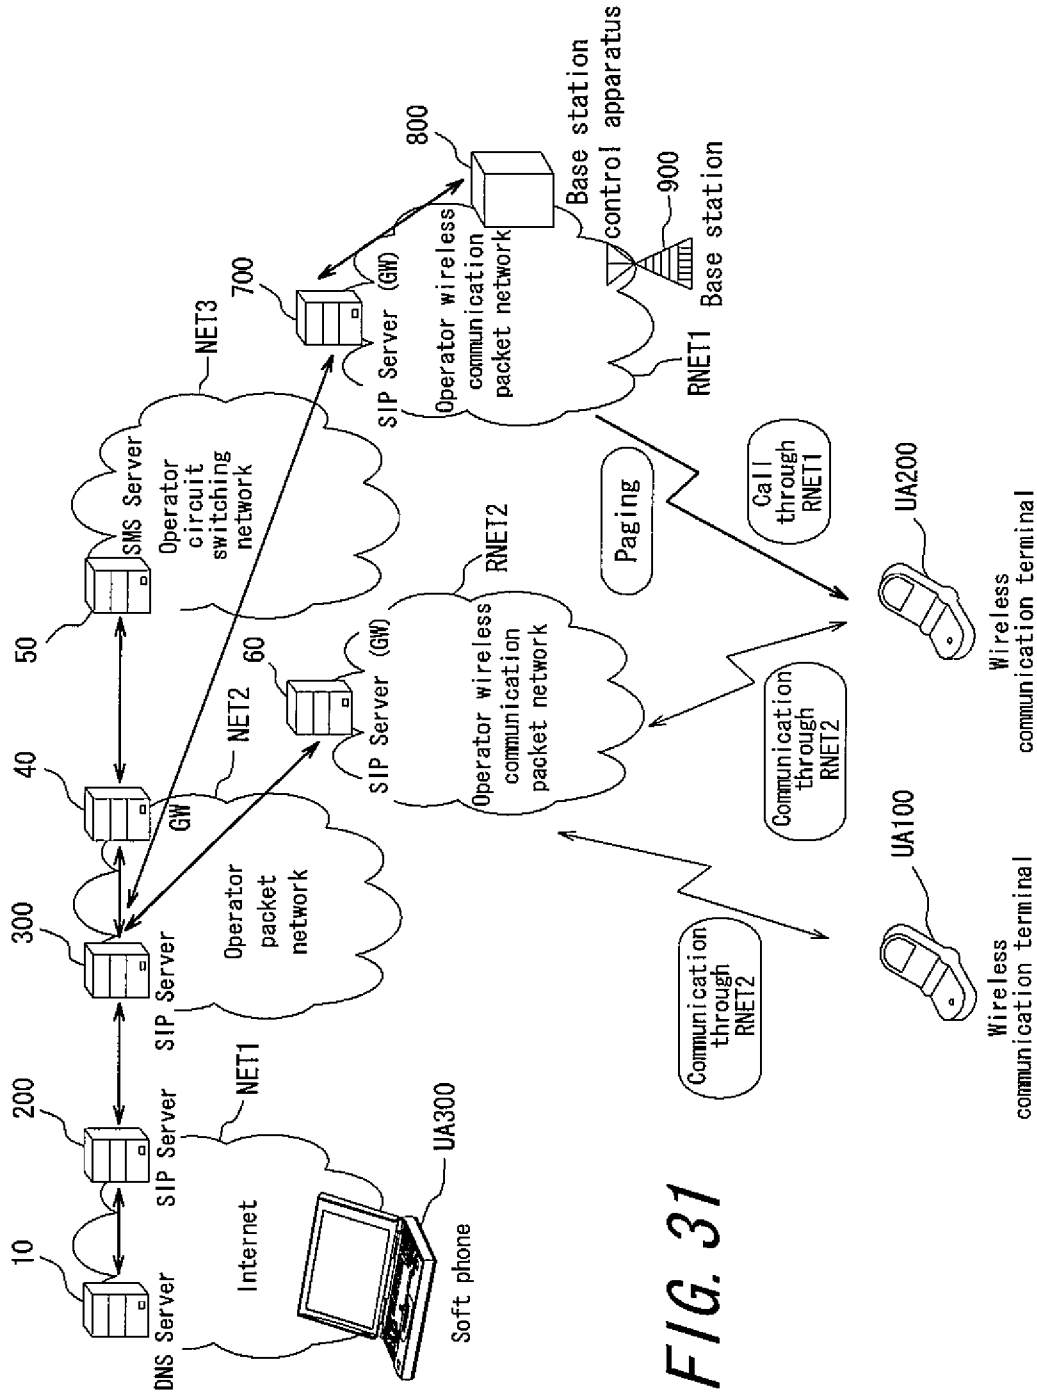 10
DNS Server
200
SIP Server
NET1
Internet
UA300
Soft phone
300
SIP Server
40
GW
NET2
Operator
packet
network
50
SMS Server
NET3
Operator
circuit
switching
network
60
SIP Server (GW)
RNET2
Operator wireless
communication
packet network
700
SIP Server (GW)
Operator wireless
communication
packet network
800
Base station
control apparatus
900
Base station
RNET1
Paging
Call
through
RNET1
Communication
through
RNET2
Communication
through
RNET2
UA100
Wireless
communication terminal
UA200
Wireless
communication terminal
FIG. 31